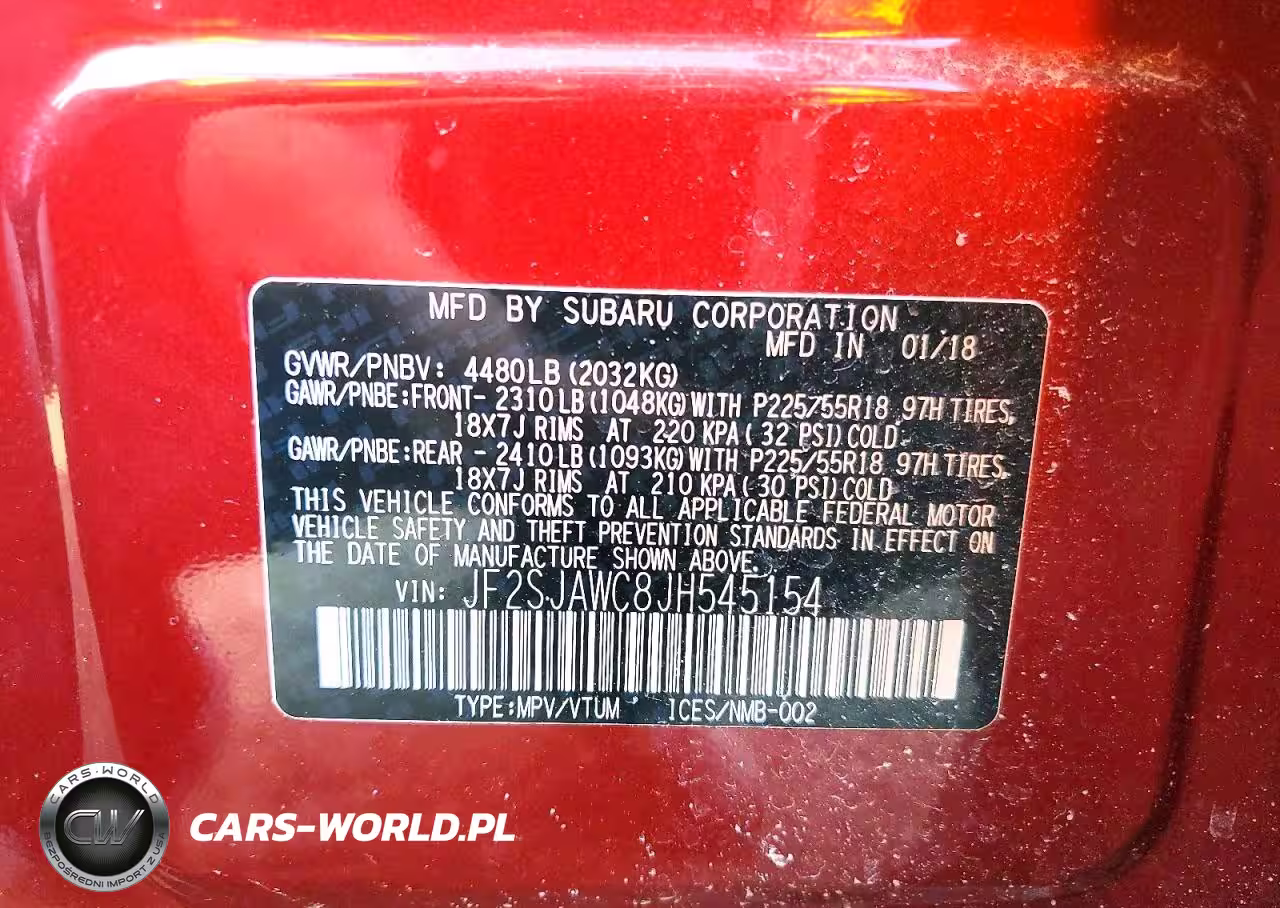 MFD BY SUBARU CORPORATION
MFD IN 01/18
GVWR/PNBV: 4480LB(2032KG)
GAWR/PNBE:FRONT- 2310LB(1048KG)WITH P225/55R18 97H TIRES,
18X7J RIMS AT 220 KPA(32 PSI)COLD
GAWR/PNBE:REAR - 2410LB(1093KG)WITH P225/55R18 97H TIRES,
18X7J RIMS AT 210 KPA(30 PSI)COLD
THIS VEHICLE CONFORMS TO ALL APPLICABLE FEDERAL MOTOR
VEHICLE SAFETY AND THEFT PREVENTION STANDARDS IN EFFECT ON
THE DATE OF MANUFACTURE SHOWN ABOVE.
VIN: JF2SJAWC8JH545154
TYPE:MPV/VTUM ICES/NMB-002
CARS-WORLD
CW
BEZPOŚREDNI IMPORT Z USA
CARS-WORLD.PL